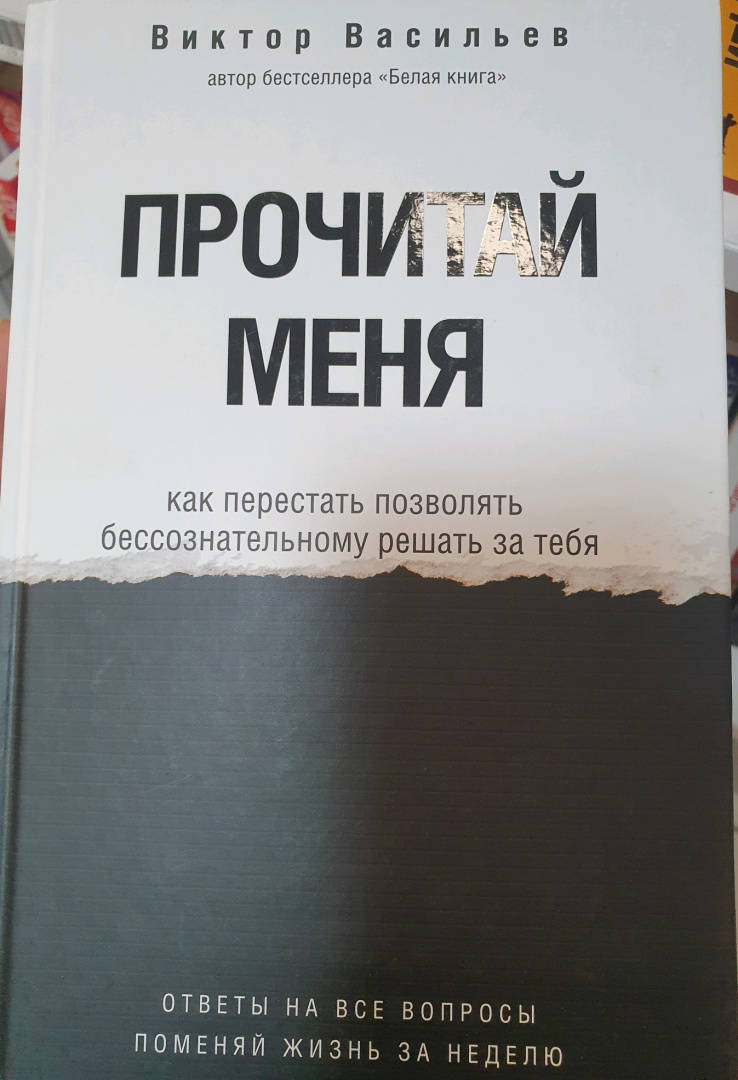 Виктор Васильев
автор бестселлера «Белая книга»
ПРОЧИТАЙ
МЕНЯ
как перестать позволять
бессознательному решать за тебя
ОТВЕТЫ НА ВСЕ ВОПРОСЫ
ПОМЕНЯЙ ЖИЗНЬ ЗА НЕДЕЛЮ